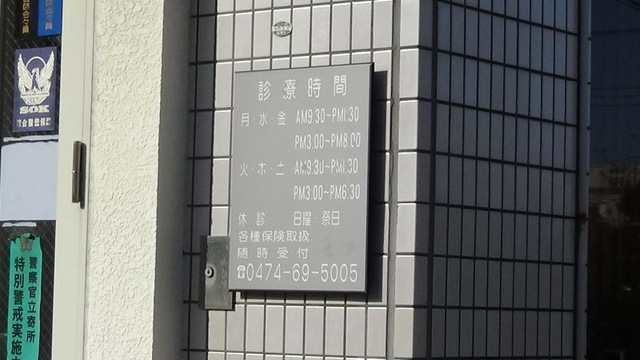 診療時間
月・水・金 AM9:30~PM1:30
PM3:00~PM8:00
火・木・土 AM9:30~PM1:30
PM3:00~PM6:30
休診 日曜・祭日
各種保険取扱
随時受付
☎0474-69-5005
SOK
警察官立寄所
特別警戒実施